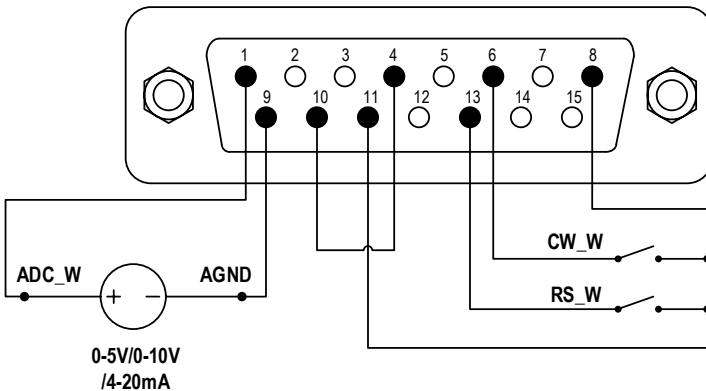 1 2 3 4 5 6 7 8
9 10 11 12 13 14 15
CW_W
ADC_W AGND
RS_W
+ −
0-5V/0-10V
/4-20mA